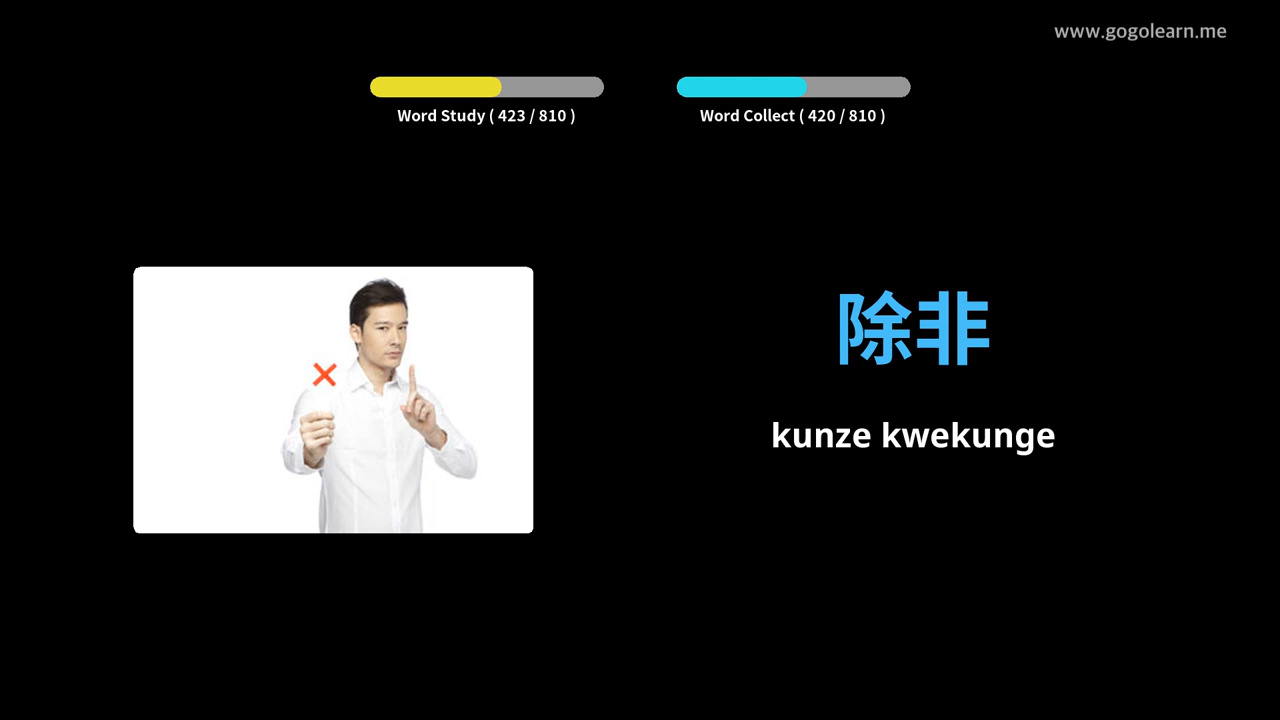 www.gogolearn.me
Word Study ( 423 / 810 )
Word Collect ( 420 / 810 )
除非
kunze kwekunge